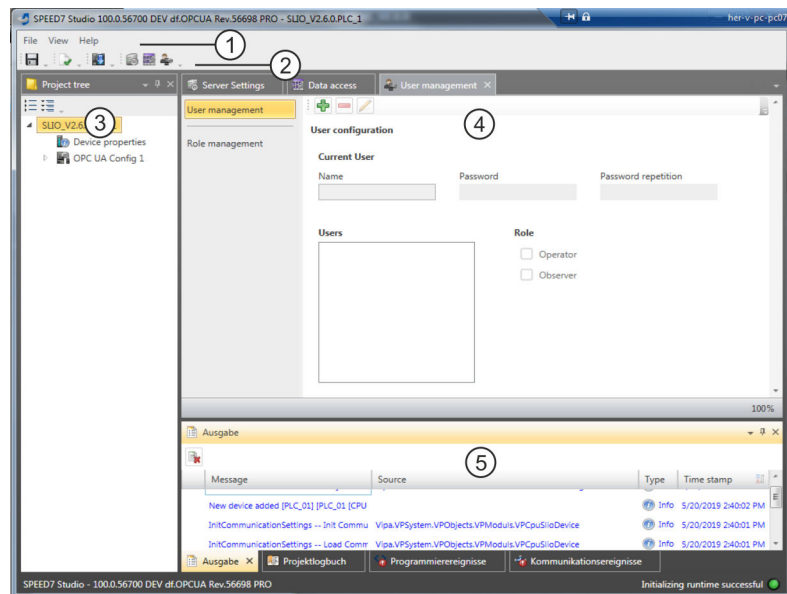 SPEED7 Studio 100.0.56700 DEV df.OPCUA Rev.56698 PRO - SLIO_V2.6.0.PLC_1
her-v-pc-pc07
File View Help
1
2
Project tree
Server Settings
Data access
User management
3
SLIO_V2.6.
Device properties
OPC UA Config 1
User management
Role management
4
User configuration
Current User
Name Password Password repetition
Users Role
Operator
Observer
100%
Ausgabe
5
Message Source Type Time stamp
New device added [PLC_01] [PLC_01 [CPU Info 5/20/2019 2:40:02 PM
InitCommunicationSettings -- Init Commu Vipa.VPSystem.VPObjects.VPModuls.VPCpuSlioDevice Info 5/20/2019 2:40:01 PM
InitCommunicationSettings -- Load Comm Vipa.VPSystem.VPObjects.VPModuls.VPCpuSlioDevice Info 5/20/2019 2:40:01 PM
Ausgabe Projektlogbuch Programmierereignisse Kommunikationsereignisse
SPEED7 Studio - 100.0.56700 DEV df.OPCUA Rev.56698 PRO Initializing runtime successful